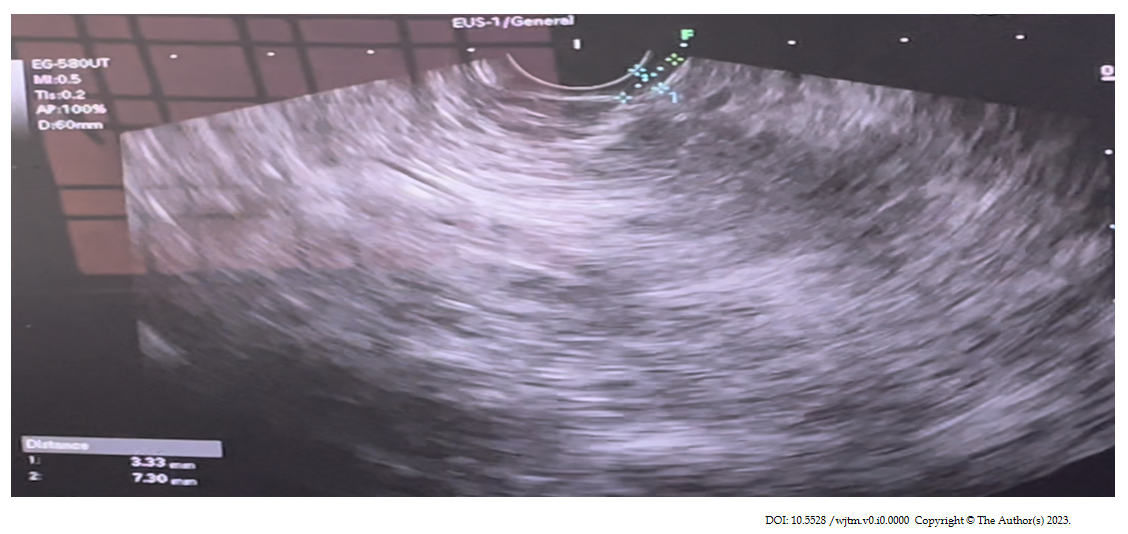 EUS-1/General
F
EG-580UT
MI:0.5
TIs:0.2
AP:100%
D:60mm
1
Distance
1: 3.33 mm
2: 7.30 mm
DOI: 10.5528 /wjtm.v0.i0.0000 Copyright © The Author(s) 2023.